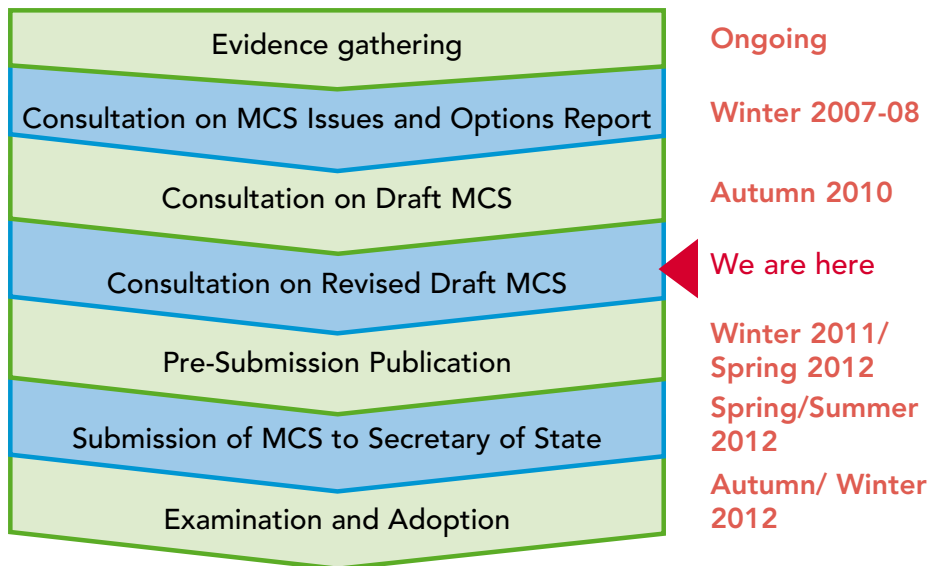 Evidence gathering
Ongoing
Consultation on MCS Issues and Options Report
Winter 2007-08
Consultation on Draft MCS
Autumn 2010
Consultation on Revised Draft MCS
We are here
Pre-Submission Publication
Winter 2011/
Spring 2012
Submission of MCS to Secretary of State
Spring/Summer
2012
Examination and Adoption
Autumn/ Winter
2012